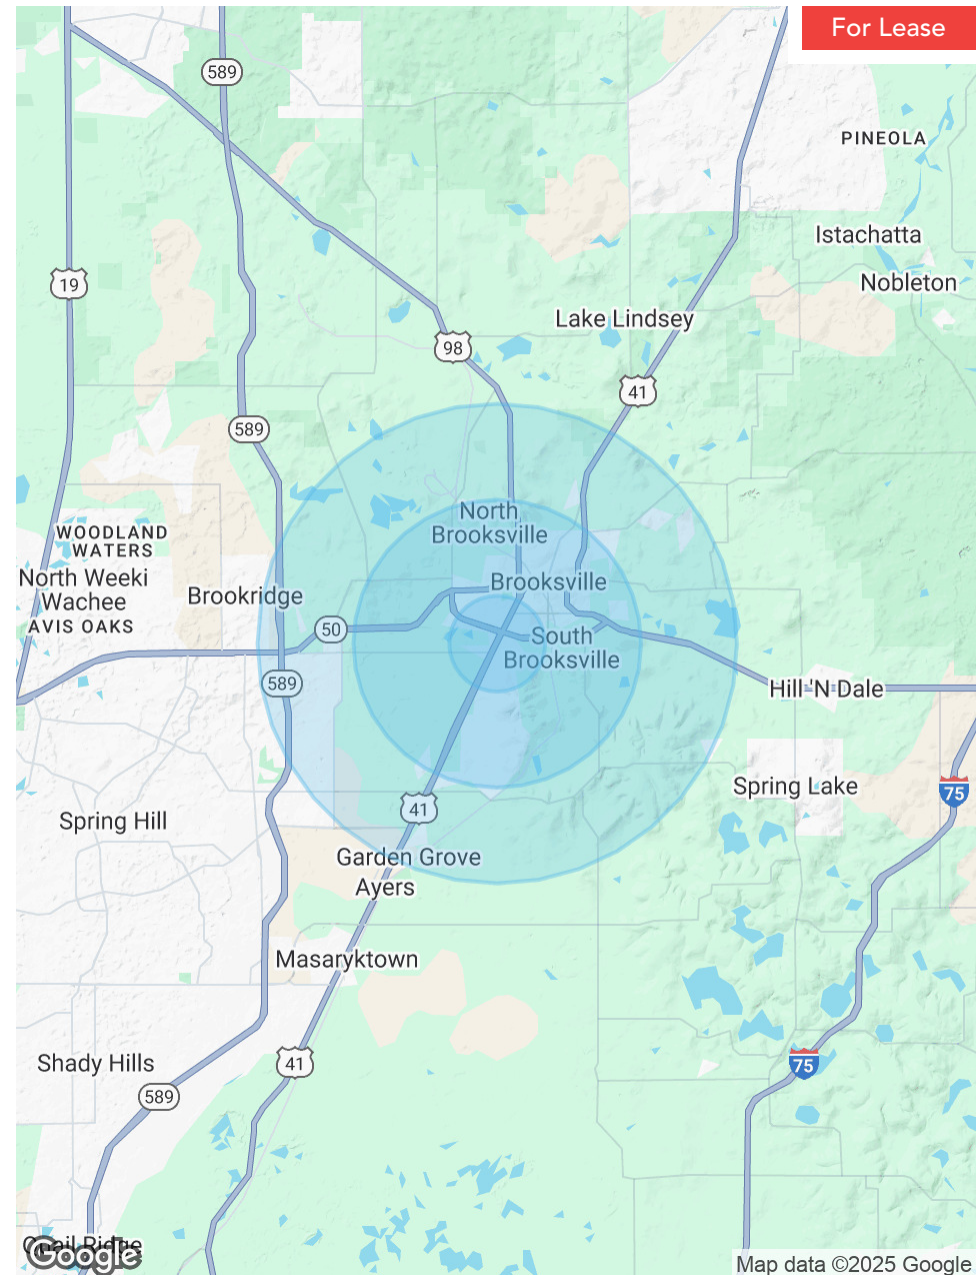 For Lease
589
PINEOLA
Istachatta
19
Nobleton
Lake Lindsey
98
41
589
North
Brooksville
WOODLAND
WATERS
North Weeki
Wachee
Brooksville
Brookridge
AVIS OAKS
50
South
Brooksville
589
Hill 'N Dale
Spring Lake
75
41
Spring Hill
Garden Grove
Ayers
Masaryktown
Shady Hills
41
75
589
Quail Ridge
Google
Map data ©2025 Google